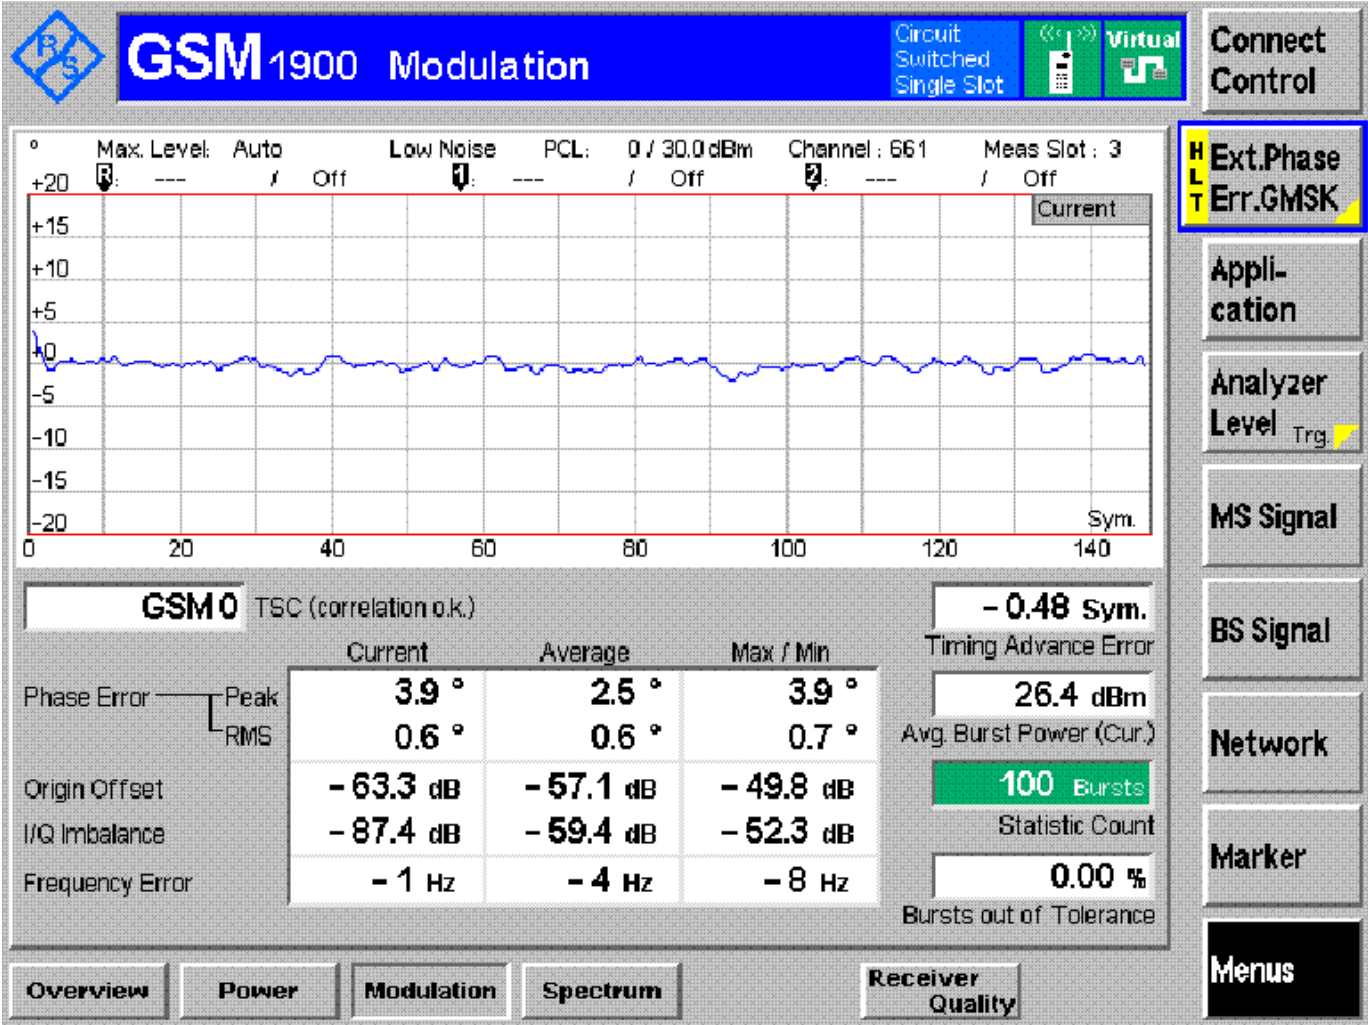 R&S
GSM 1900 Modulation
Circuit Switched Single Slot
Virtual
Connect Control
° Max. Level: Auto Low Noise PCL: 0 / 30.0 dBm Channel : 661 Meas Slot : 3
R: --- / Off 1: --- / Off 2: --- / Off
HLT Ext.Phase Err.GMSK
+20
Current
+15
+10
+5
+0
-5
-10
-15
-20
Sym.
0 20 40 60 80 100 120 140
Appli-
cation
Analyzer
Level Trg.
MS Signal
BS Signal
Network
Marker
Menus
GSM 0 TSC (correlation o.k.)
- 0.48 Sym.
Timing Advance Error
Current Average Max / Min
Phase Error Peak 3.9 ° 2.5 ° 3.9 °
RMS 0.6 ° 0.6 ° 0.7 °
26.4 dBm
Avg. Burst Power (Cur.)
Origin Offset - 63.3 dB - 57.1 dB - 49.8 dB
100 Bursts
Statistic Count
I/Q Imbalance - 87.4 dB - 59.4 dB - 52.3 dB
Frequency Error - 1 Hz - 4 Hz - 8 Hz
0.00 %
Bursts out of Tolerance
Overview Power Modulation Spectrum Receiver Quality